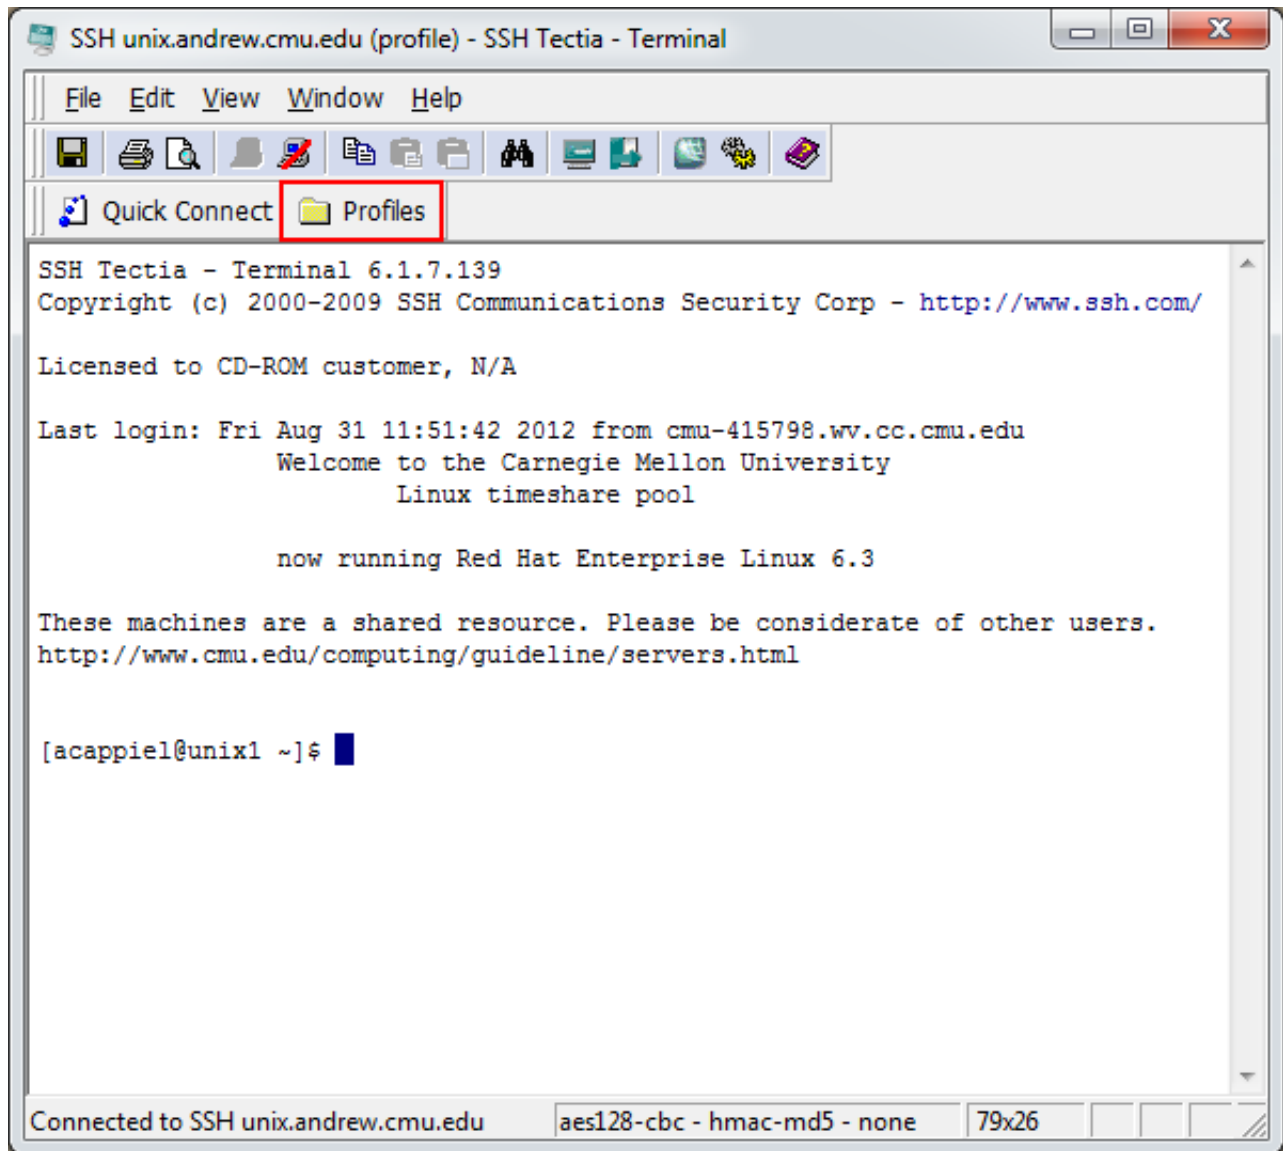 SSH unix.andrew.cmu.edu (profile) - SSH Tectia - Terminal
File Edit View Window Help
Quick Connect Profiles
SSH Tectia - Terminal 6.1.7.139
Copyright (c) 2000-2009 SSH Communications Security Corp - http://www.ssh.com/
Licensed to CD-ROM customer, N/A
Last login: Fri Aug 31 11:51:42 2012 from cmu-415798.wv.cc.cmu.edu
Welcome to the Carnegie Mellon University
Linux timeshare pool
now running Red Hat Enterprise Linux 6.3
These machines are a shared resource. Please be considerate of other users.
http://www.cmu.edu/computing/guideline/servers.html
[acappiel@unix1 ~]$
Connected to SSH unix.andrew.cmu.edu aes128-cbc - hmac-md5 - none 79x26